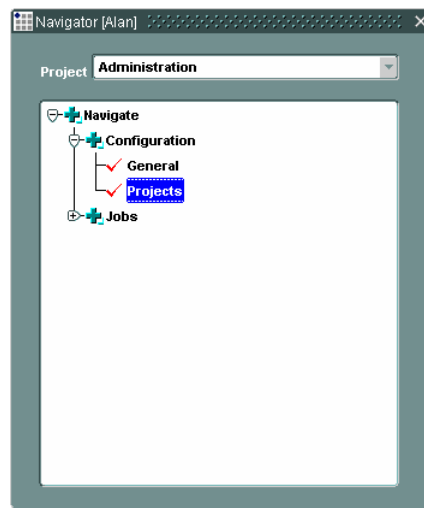 Navigator [Alan]
Project Administration
Navigate
Configuration
General
Projects
Jobs